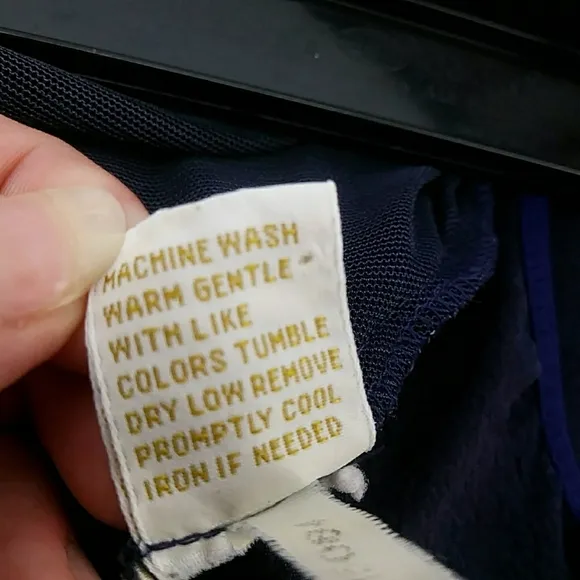 MACHINE WASH
WARM GENTLE
WITH LIKE
COLORS TUMBLE
DRY LOW REMOVE
PROMPTLY COOL
IRON IF NEEDED